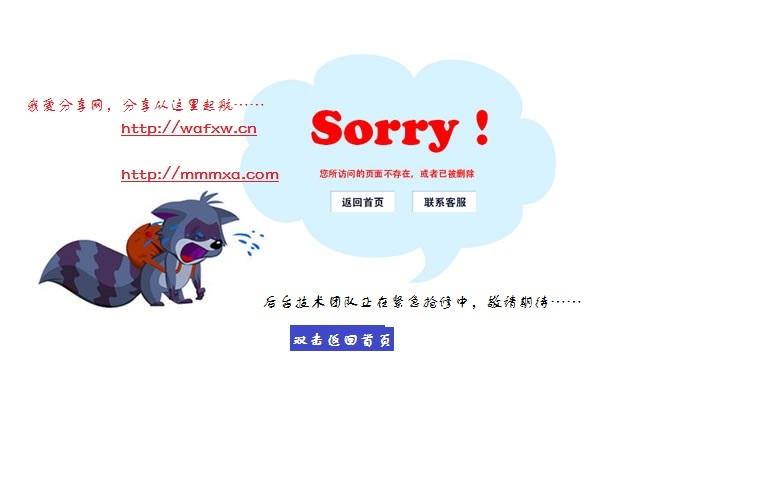 我爱分享网，分享从这里起航……
http://wafxw.cn
http://mmmxa.com
Sorry !
您所访问的页面不存在，或者已被删除
返回首页 联系客服
后台技术团队正在紧急抢修中，敬请期待……
双击返回首页